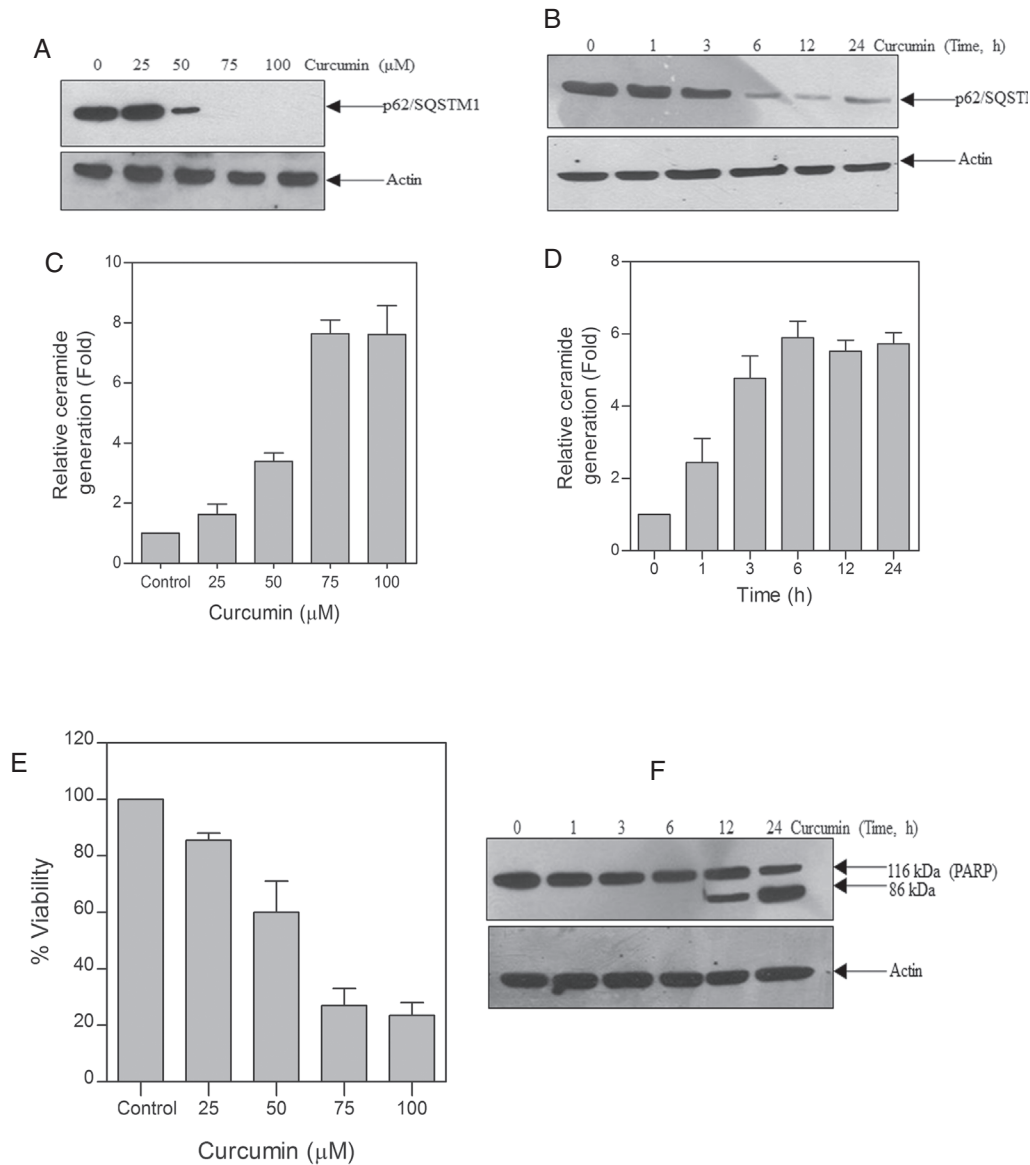 A
0 25 50 75 100 Curcumin (μM)
p62/SQSTM1
Actin
B
0 1 3 6 12 24 Curcumin (Time, h)
p62/SQST
Actin
C
Relative ceramide
generation (Fold)
10
8
6
4
2
0
Control 25 50 75 100
Curcumin (μM)
D
Relative ceramide
generation (Fold)
8
6
4
2
0
0 1 3 6 12 24
Time (h)
E
% Viability
120
100
80
60
40
20
0
Control 25 50 75 100
Curcumin (μM)
F
0 1 3 6 12 24 Curcumin (Time, h)
116 kDa (PARP)
86 kDa
Actin